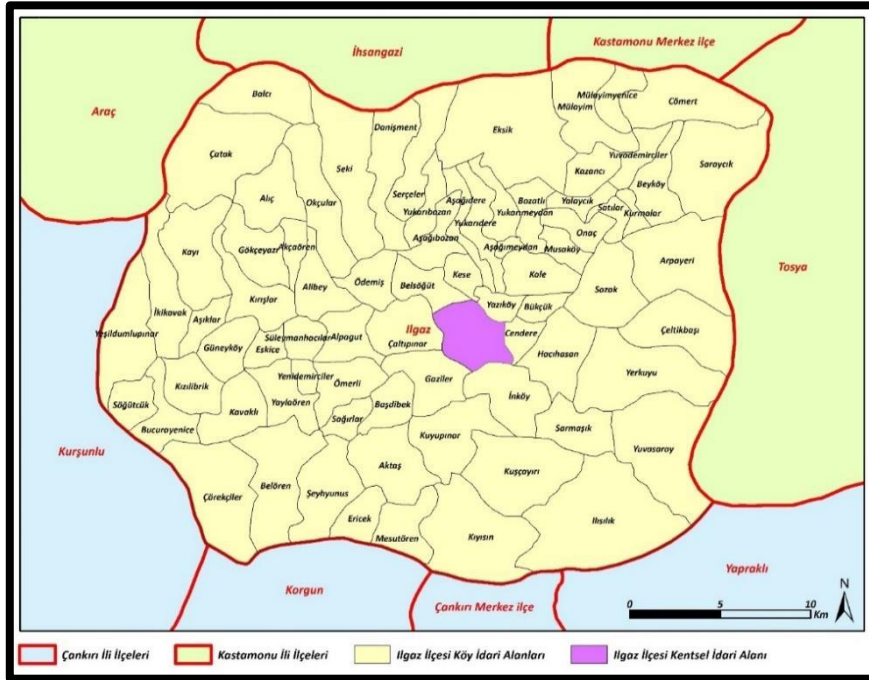 İhsangazi
Kastamonu Merkez ilçe
Araç
Balcı
Danişment
Mülayimyenice
Mülayim
Cömert
Eksik
Çatak
Seki
Yuvademirciler
Saraycık
Kazancı
Beyköy
Alıç
Okçular
Serçeler
Aşağıdere
Bozatlı
Yalaycık
Satılar
Yukarıbozan
Yukarıdere
Yukarımeydan
Kurmalar
Onaç
Aşağıbozan
Aşağımeydan
Musaköy
Kayı
Gökçeyazı
Akçaören
Arpayeri
Tosya
Kese
Kale
Ödemiş
Belsöğüt
Alibey
Sazak
İkikavak
Aşıklar
Kırışlar
Yazıköy
Bükçük
Yeşildumlupınar
Ilgaz
Cendere
Çeltikbaşı
Güneyköy
Süleymanhacılar
Eskice
Alpagut
Çaltıpınar
Hacıhasan
Yerkuyu
Kızılibrik
Yenidemirciler
Ömerli
Gaziler
İnköy
Söğütcük
Kavaklı
Yaylaören
Sağırlar
Başdibek
Bucurayenice
Sarmaşık
Kuyupınar
Yuvasaray
Kurşunlu
Aktaş
Kuşçayırı
Çörekçiler
Belören
Şeyhyunus
Ericek
Ilısılık
Mesutören
Kıyısın
Korgun
Çankırı Merkez ilçe
Yapraklı
N
0 5 10
Km
Çankırı İli İlçeleri
Kastamonu İli İlçeleri
Ilgaz İlçesi Köy İdari Alanları
Ilgaz İlçesi Kentsel İdari Alanı